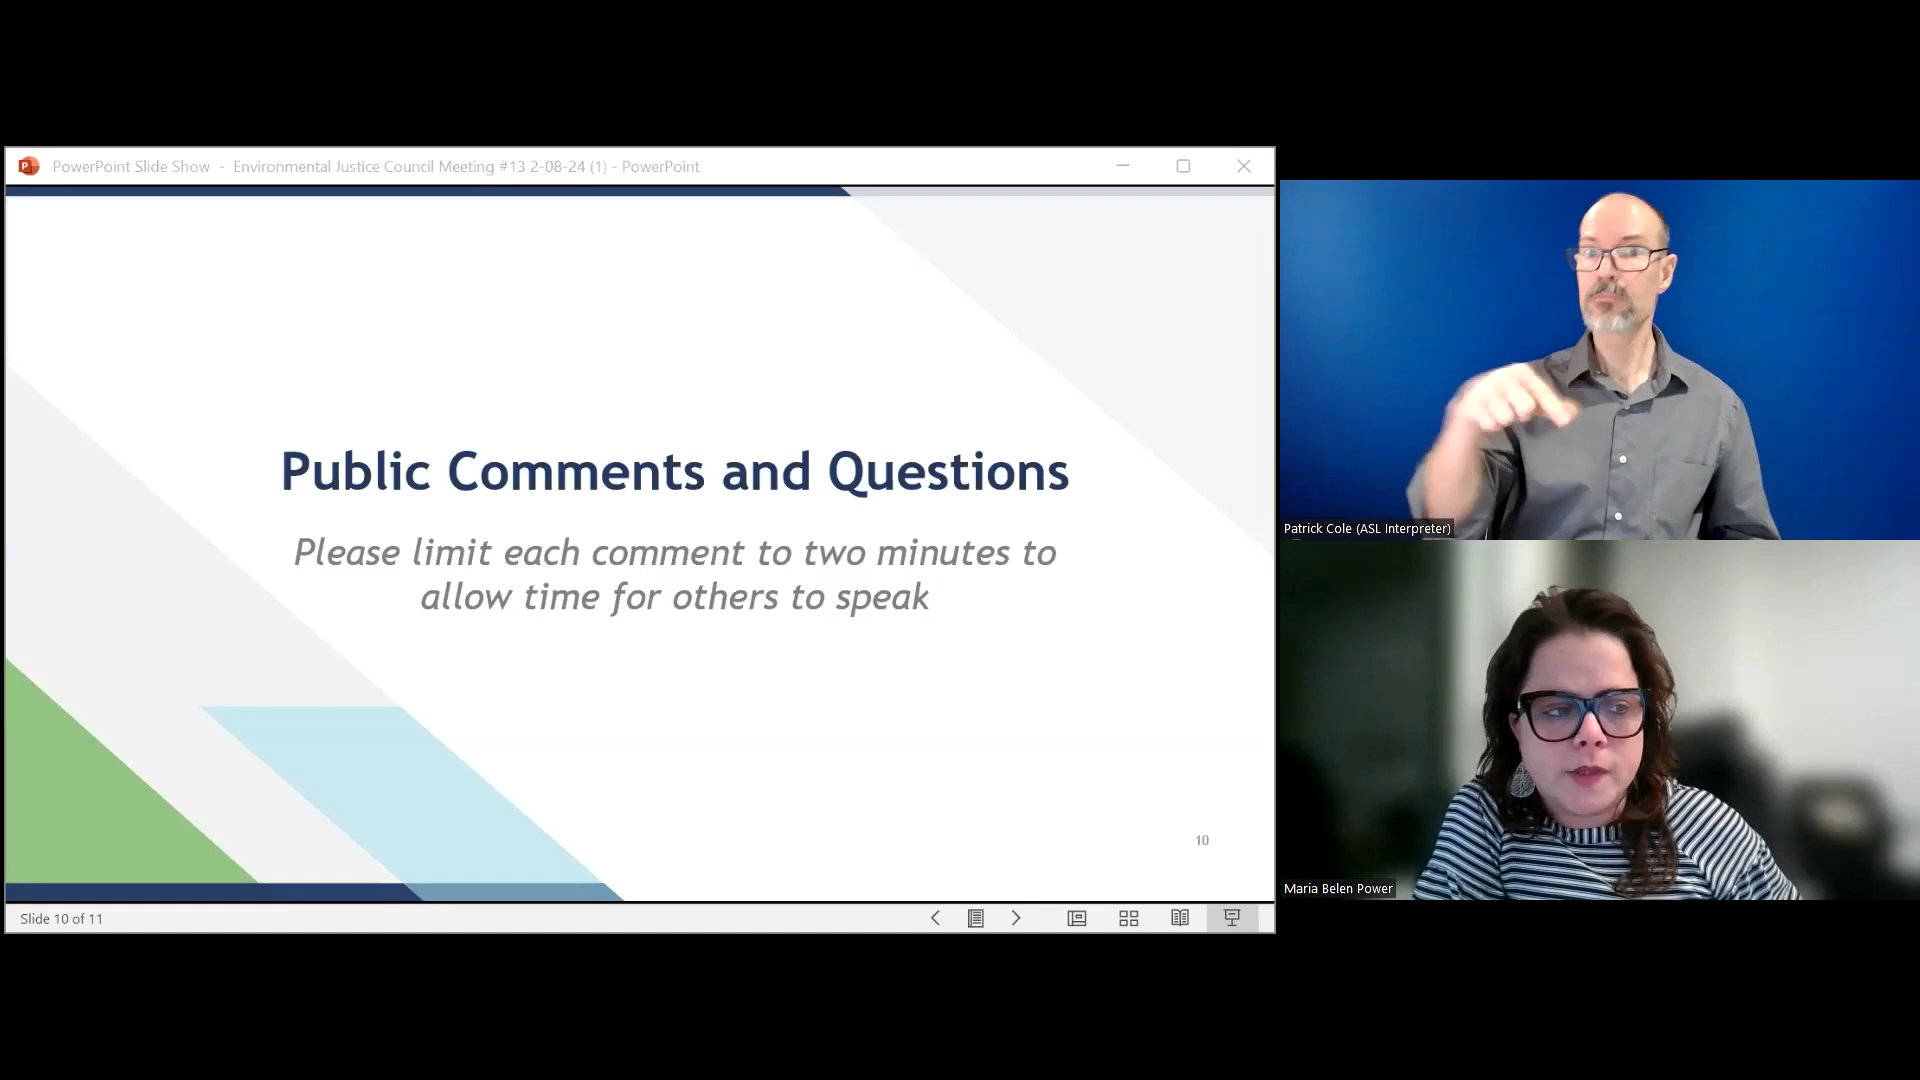 PowerPoint Slide Show - Environmental Justice Council Meeting #13 2-08-24 (1) - PowerPoint
Public Comments and Questions
Please limit each comment to two minutes to
allow time for others to speak
10
Slide 10 of 11
Patrick Cole (ASL Interpreter)
Maria Belen Power